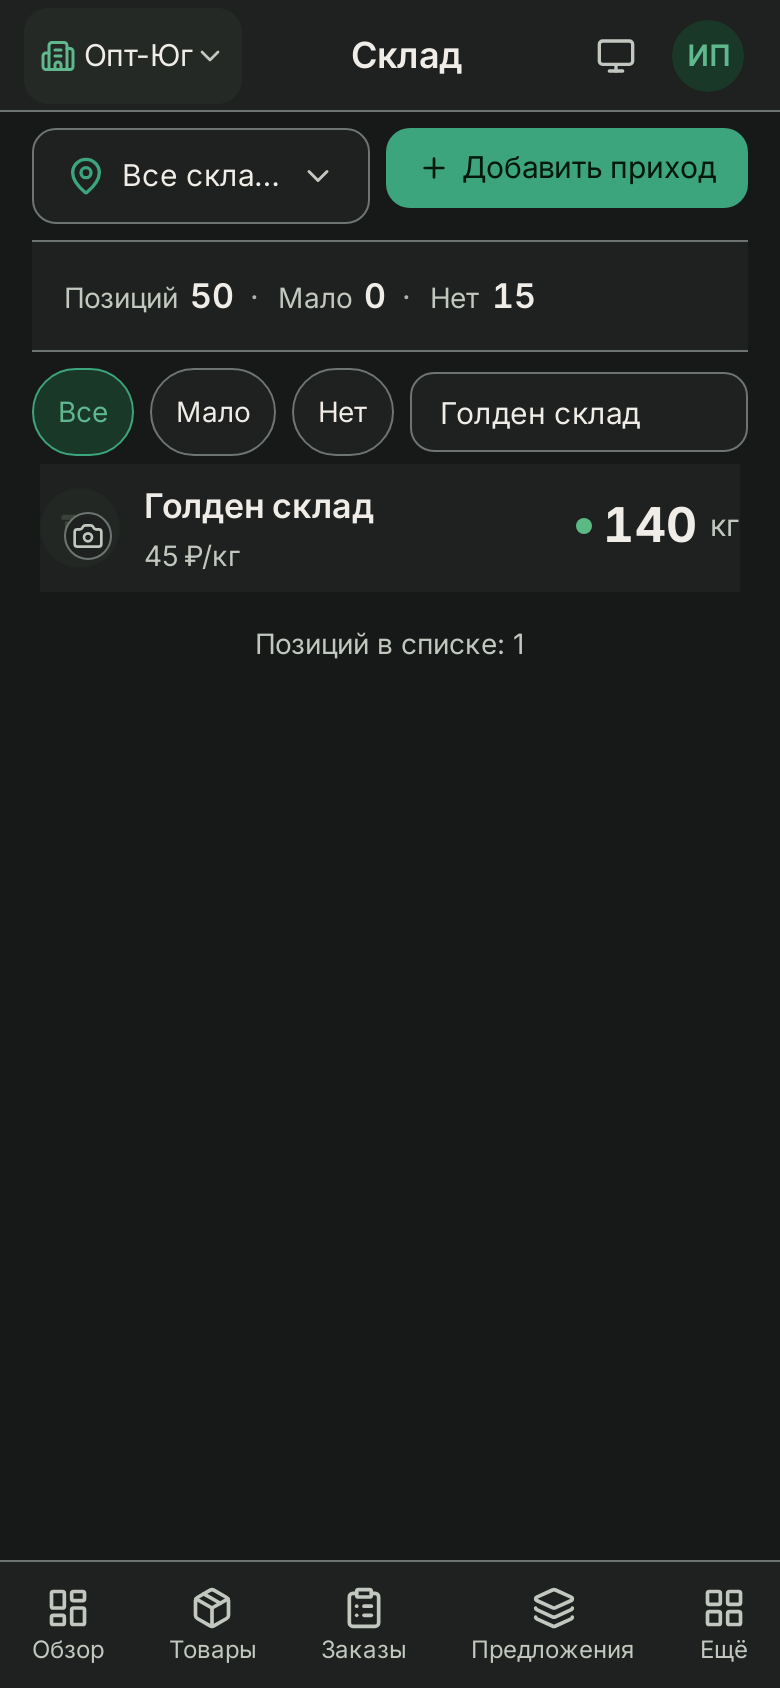 Опт-Юг
Склад
ИП
Все скла...
+ Добавить приход
Позиций 50 · Мало 0 · Нет 15
Все
Мало
Нет
Голден склад
Голден склад
45 ₽/кг
140 кг
Позиций в списке: 1
Обзор
Товары
Заказы
Предложения
Ещё